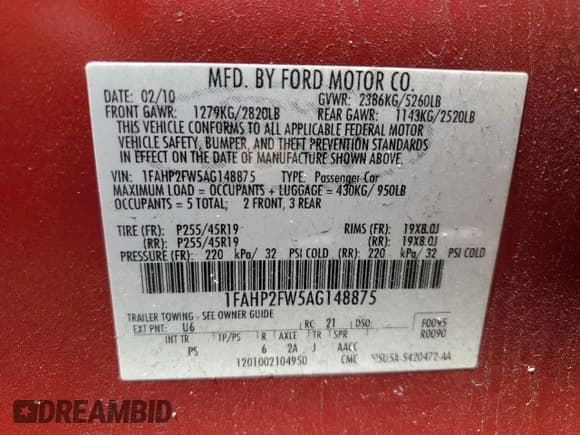 MFD. BY FORD MOTOR CO.
DATE: 02/10 GVWR: 2386KG/5260LB
FRONT GAWR: 1279KG/2820LB REAR GAWR: 1143KG/2520LB
THIS VEHICLE CONFORMS TO ALL APPLICABLE FEDERAL MOTOR
VEHICLE SAFETY, BUMPER, AND THEFT PREVENTION STANDARDS
IN EFFECT ON THE DATE OF MANUFACTURE SHOWN ABOVE.
VIN: 1FAHP2FW5AG148875 TYPE: Passenger Car
MAXIMUM LOAD = OCCUPANTS + LUGGAGE = 430KG/ 950LB
OCCUPANTS = 5 TOTAL; 2 FRONT, 3 REAR
TIRE (FR): P255/45R19 RIMS (FR): 19X8.0J
(RR): P255/45R19 (RR): 19X8.0J
PRESSURE (FR): 220 kPa/ 32 PSI COLD (RR): 220 kPa/ 32 PSI COLD
1FAHP2FW5AG148875
TRAILER TOWING - SEE OWNER GUIDE
EXT PNT: U6 RC: 21 DSO: F0095
INT TR TP/PS R AXLE TR SPR R0090
PS 6 2A J AACC
1201002104950 CMC 5U5A-5420472-AA
DREAMBID